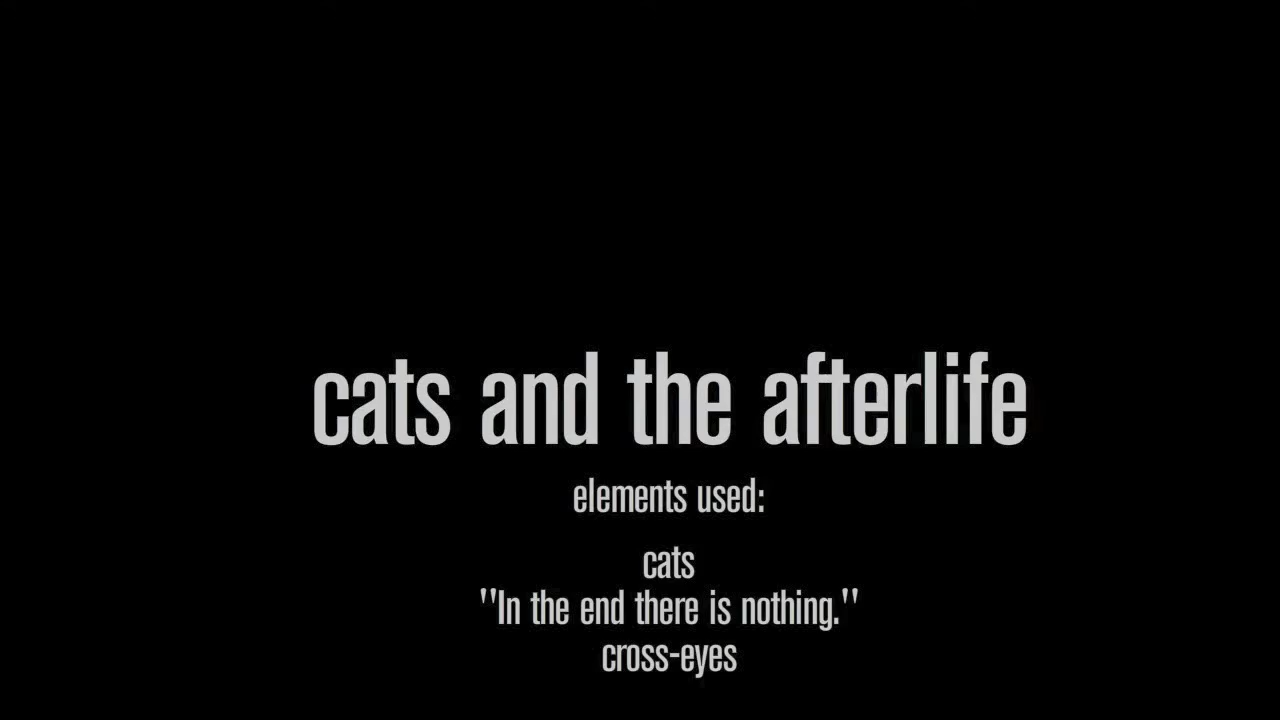 cats and the afterlife
elements used:
cats
"In the end there is nothing."
cross-eyes